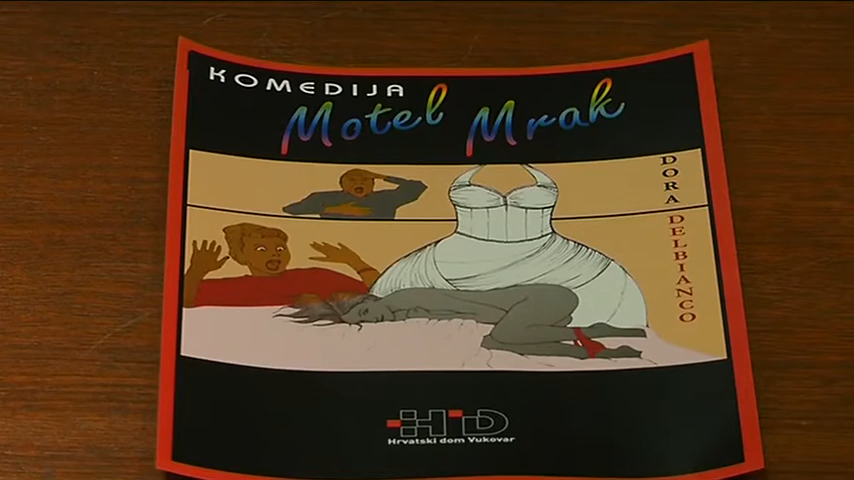 KOMEDIJA
Motel Mrak
DORA DELBIANCO
HD
Hrvatski dom Vukovar